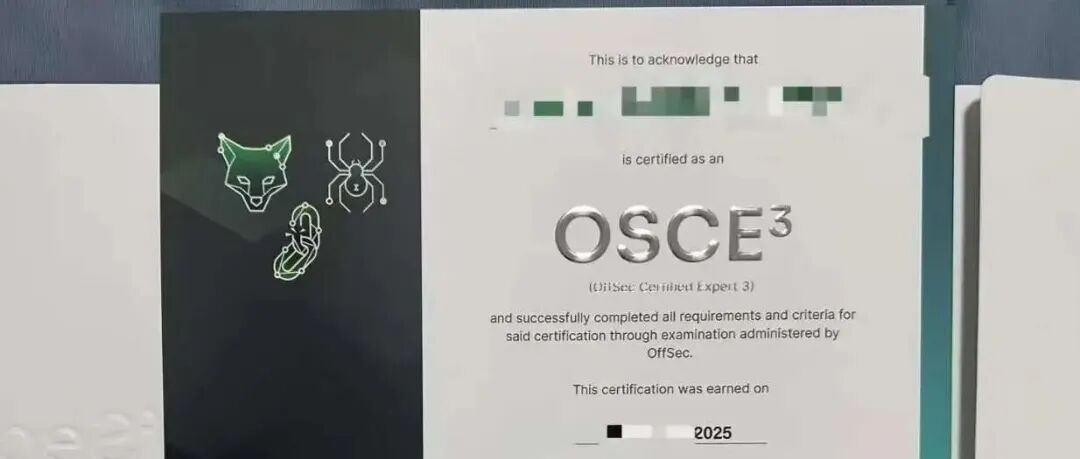 This is to acknowledge that
is certified as an
OSCE³
(OffSec Certified Expert 3)
and successfully completed all requirements and criteria for
said certification through examination administered by
OffSec.
This certification was earned on
2025